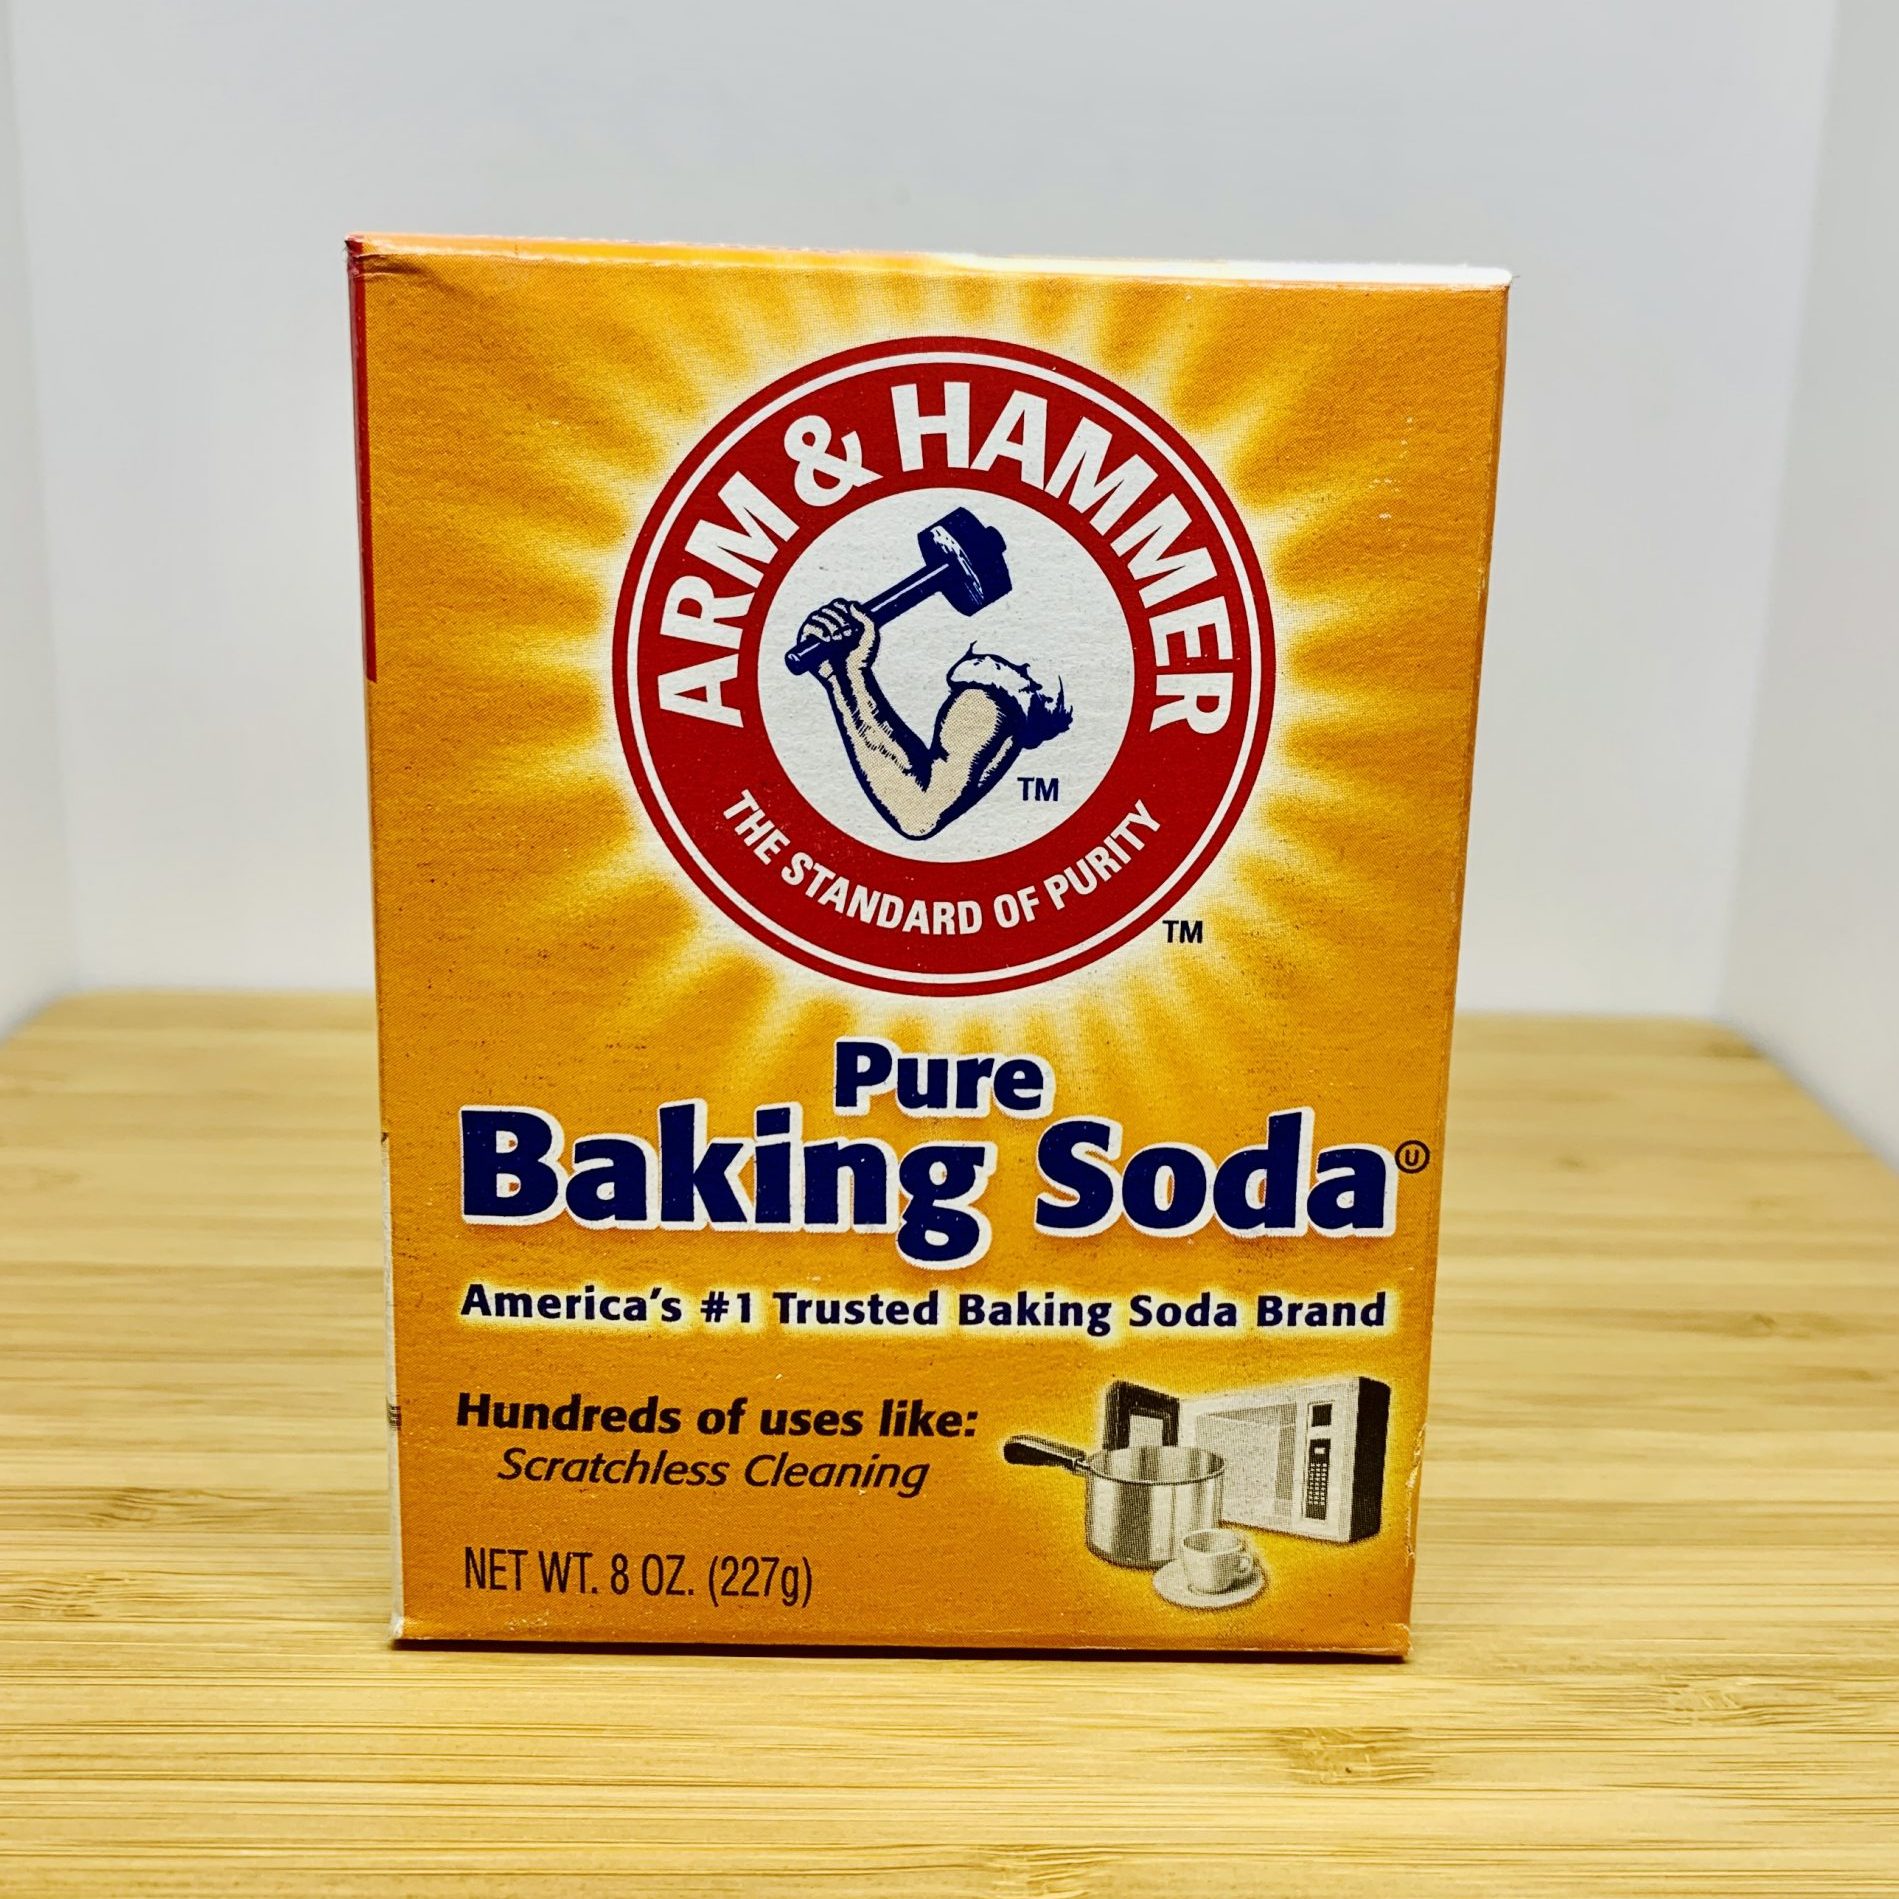 ARM & HAMMER
TM
THE STANDARD OF PURITY
TM
Pure
Baking Soda Ⓤ
America's #1 Trusted Baking Soda Brand
Hundreds of uses like:
Scratchless Cleaning
NET WT. 8 OZ. (227g)